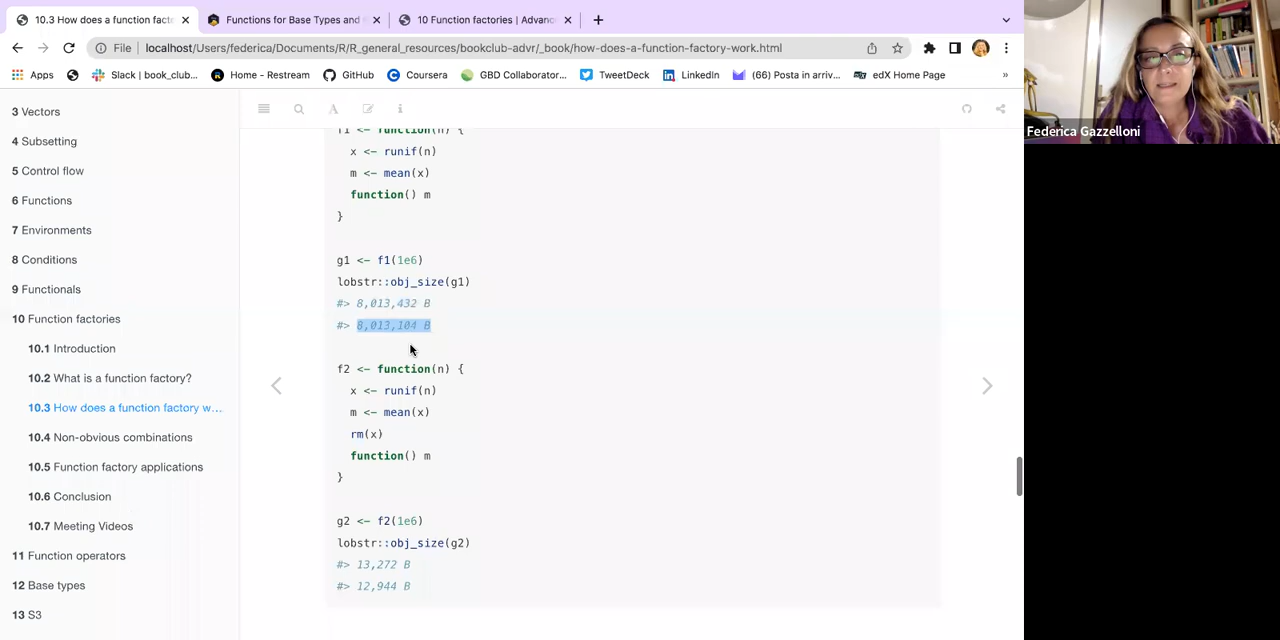 10.3 How does a function facto
Functions for Base Types and
10 Function factories | Advanc
File
localhost/Users/federica/Documents/R/R_general_resources/bookclub-advr/_book/how-does-a-function-factory-work.html
Apps
Slack | book_club...
Home - Restream
GitHub
Coursera
GBD Collaborator...
TweetDeck
LinkedIn
(66) Posta in arriv...
edX Home Page
»
3 Vectors
4 Subsetting
5 Control flow
6 Functions
7 Environments
8 Conditions
9 Functionals
10 Function factories
10.1 Introduction
10.2 What is a function factory?
10.3 How does a function factory w...
10.4 Non-obvious combinations
10.5 Function factory applications
10.6 Conclusion
10.7 Meeting Videos
11 Function operators
12 Base types
13 S3
f1 <- function(n) {
x <- runif(n)
m <- mean(x)
function() m
}
g1 <- f1(1e6)
lobstr::obj_size(g1)
#> 8,013,432 B
#> 8,013,104 B
f2 <- function(n) {
x <- runif(n)
m <- mean(x)
rm(x)
function() m
}
g2 <- f2(1e6)
lobstr::obj_size(g2)
#> 13,272 B
#> 12,944 B
Federica Gazzelloni